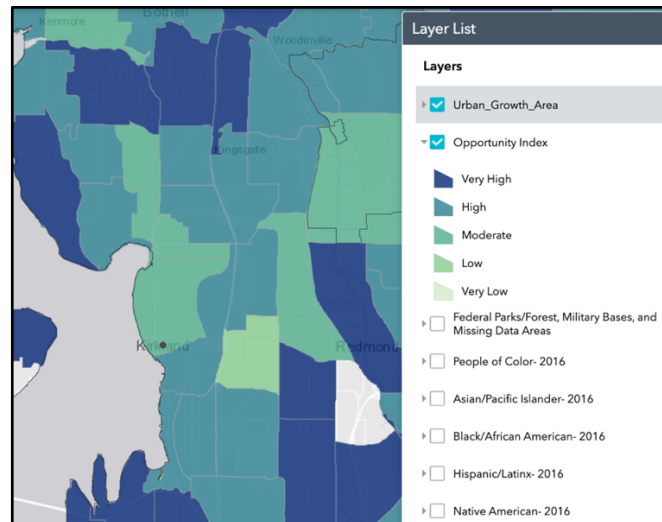 Kenmore
Bothell
Woodinville
Kingsgate
Kirkland
Redmond
Layer List
Layers
Urban_Growth_Area
Opportunity Index
Very High
High
Moderate
Low
Very Low
Federal Parks/Forest, Military Bases, and
Missing Data Areas
People of Color- 2016
Asian/Pacific Islander- 2016
Black/African American- 2016
Hispanic/Latinx- 2016
Native American- 2016